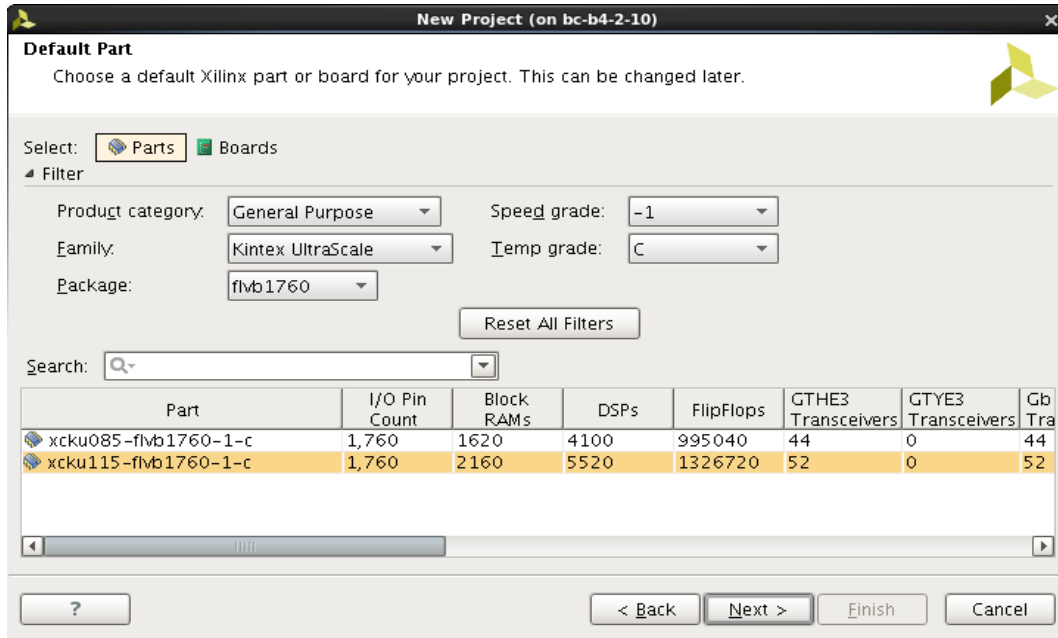 New Project (on bc-b4-2-10)
Default Part
Choose a default Xilinx part or board for your project. This can be changed later.
Select: Parts Boards
Filter
Product category: General Purpose Speed grade: -1
Family: Kintex UltraScale Temp grade: C
Package: flvb1760
Reset All Filters
Search:
Part I/O Pin Count Block RAMs DSPs FlipFlops GTHE3 Transceivers GTYE3 Transceivers Gb Tra
xcku085-flvb1760-1-c 1,760 1620 4100 995040 44 0 44
xcku115-flvb1760-1-c 1,760 2160 5520 1326720 52 0 52
? < Back Next > Finish Cancel